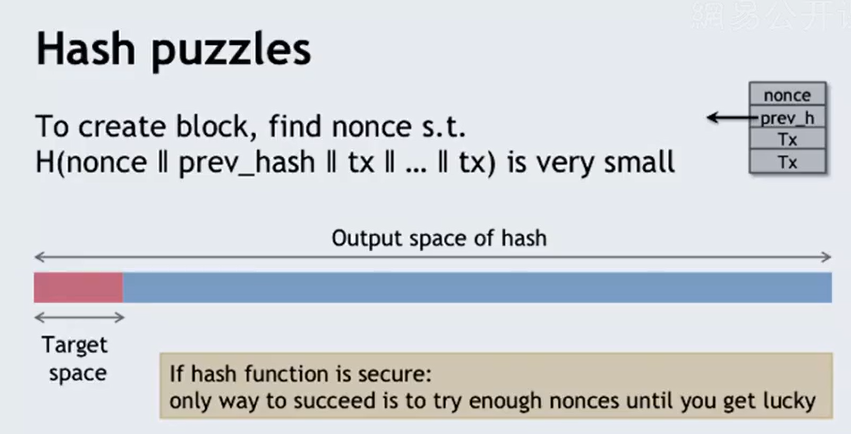 網易公开课
Hash puzzles
nonce
prev_h
Tx
Tx
To create block, find nonce s.t.
H(nonce ‖ prev_hash ‖ tx ‖ … ‖ tx) is very small
Output space of hash
Target
space
If hash function is secure:
only way to succeed is to try enough nonces until you get lucky